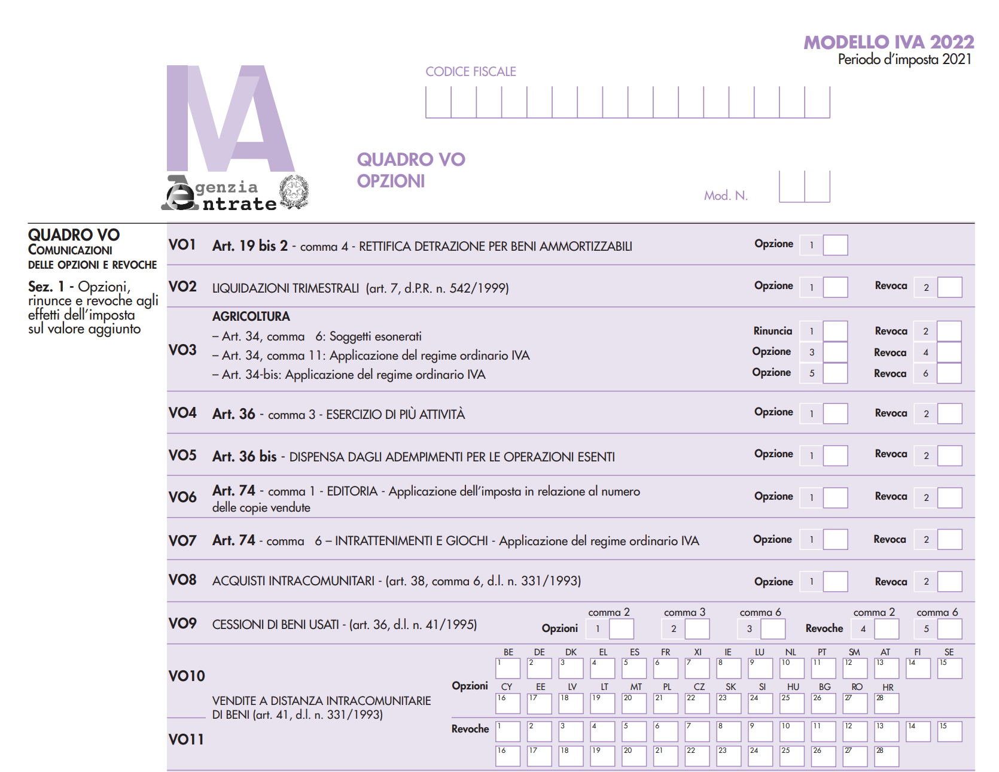 MODELLO IVA 2022
Periodo d'imposta 2021
CODICE FISCALE
IVA
QUADRO VO
OPZIONI
Mod. N.
Agenzia
Entrate
QUADRO VO
COMUNICAZIONI
DELLE OPZIONI E REVOCHE
Sez. 1 - Opzioni,
rinunce e revoche agli
effetti dell'imposta
sul valore aggiunto
VO1 Art. 19 bis 2 - comma 4 - RETTIFICA DETRAZIONE PER BENI AMMORTIZZABILI Opzione 1
VO2 LIQUIDAZIONI TRIMESTRALI (art. 7, d.P.R. n. 542/1999) Opzione 1 Revoca 2
VO3
AGRICOLTURA
– Art. 34, comma 6: Soggetti esonerati Rinuncia 1 Revoca 2
– Art. 34, comma 11: Applicazione del regime ordinario IVA Opzione 3 Revoca 4
– Art. 34-bis: Applicazione del regime ordinario IVA Opzione 5 Revoca 6
VO4 Art. 36 - comma 3 - ESERCIZIO DI PIÙ ATTIVITÀ Opzione 1 Revoca 2
VO5 Art. 36 bis - DISPENSA DAGLI ADEMPIMENTI PER LE OPERAZIONI ESENTI Opzione 1 Revoca 2
VO6 Art. 74 - comma 1 - EDITORIA - Applicazione dell'imposta in relazione al numero
delle copie vendute Opzione 1 Revoca 2
VO7 Art. 74 - comma 6 – INTRATTENIMENTI E GIOCHI - Applicazione del regime ordinario IVA Opzione 1 Revoca 2
VO8 ACQUISTI INTRACOMUNITARI - (art. 38, comma 6, d.l. n. 331/1993) Opzione 1 Revoca 2
comma 2 comma 3 comma 6 comma 2 comma 6
VO9 CESSIONI DI BENI USATI - (art. 36, d.l. n. 41/1995) Opzioni 1 2 3 Revoche 4 5
VO10
VENDITE A DISTANZA INTRACOMUNITARIE
DI BENI (art. 41, d.l. n. 331/1993)
Opzioni
BE DE DK EL ES FR XI IE LU NL PT SM AT FI SE
1 2 3 4 5 6 7 8 9 10 11 12 13 14 15
CY EE LV LT MT PL CZ SK SI HU BG RO HR
16 17 18 19 20 21 22 23 24 25 26 27 28
VO11
Revoche
1 2 3 4 5 6 7 8 9 10 11 12 13 14 15
16 17 18 19 20 21 22 23 24 25 26 27 28